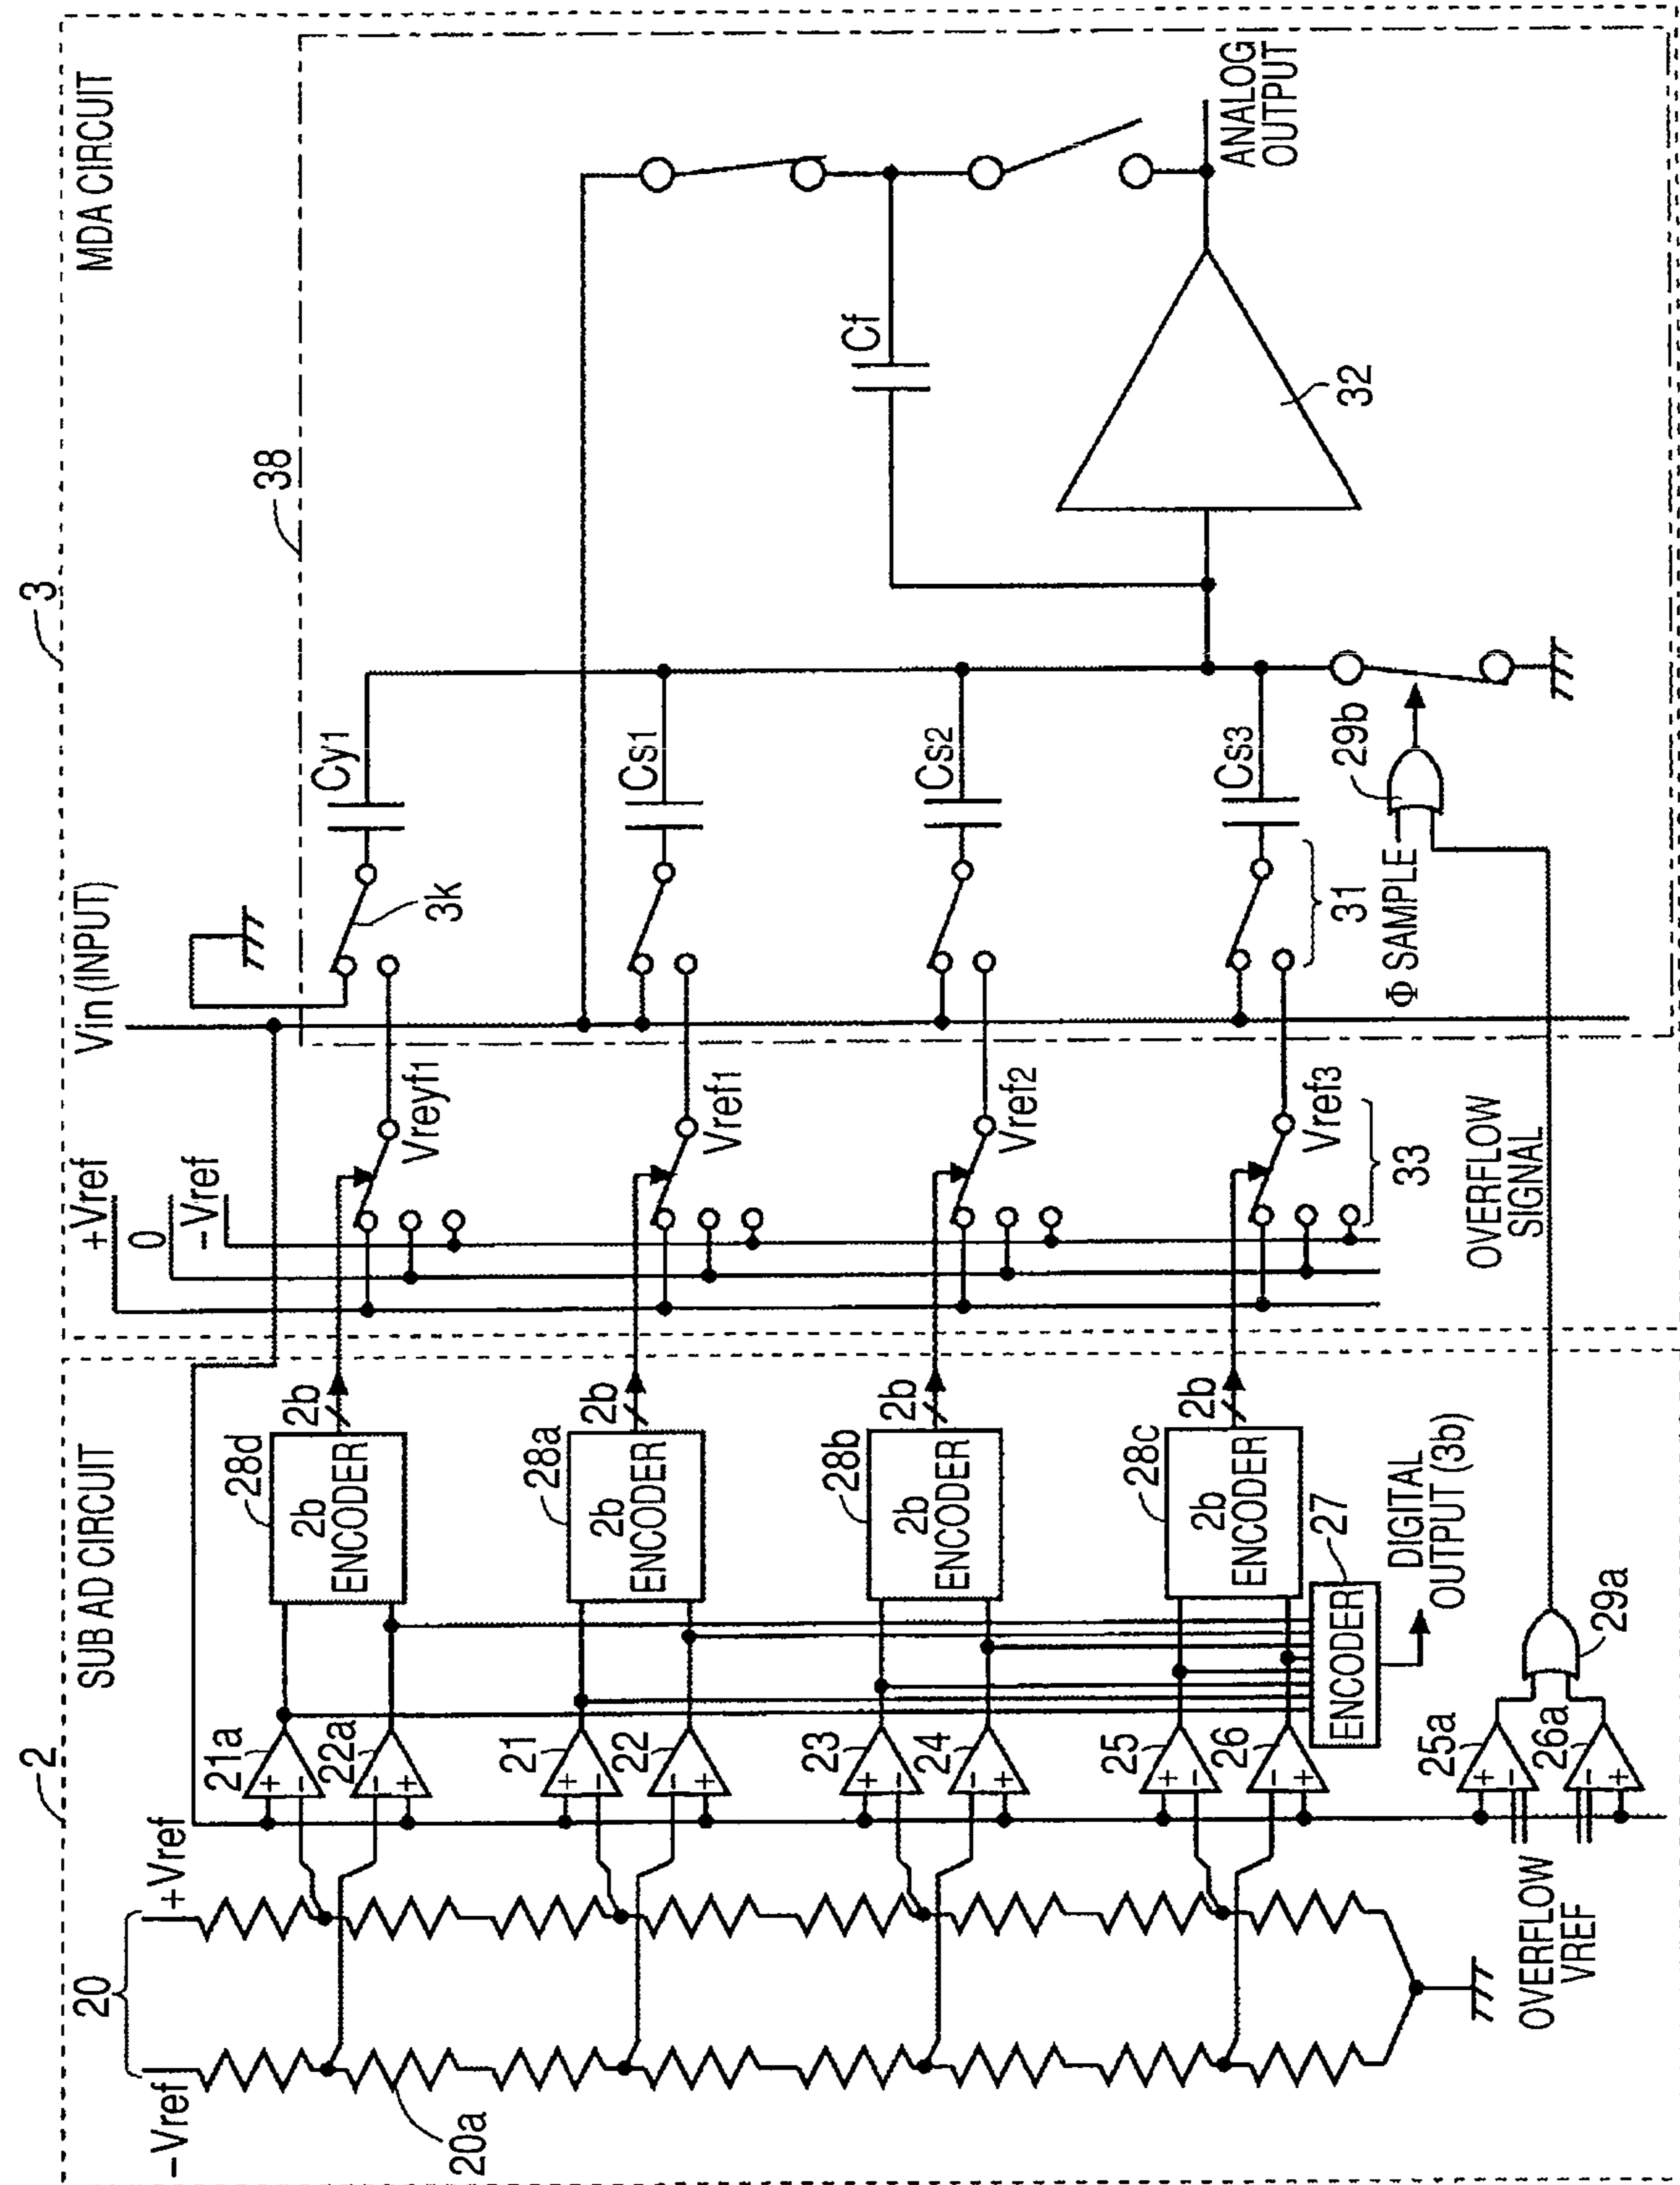 3
MDA CIRCUIT
38
Vin (INPUT)
+Vref
0
-Vref
3k
Cy1
Cf
Vreyf1
Cs1
Vref1
Cs2
Vref2
Cs3
Vref3
31
33
Φ SAMPLE
29b
32
ANALOG
OUTPUT
OVERFLOW
SIGNAL
2
SUB AD CIRCUIT
20
-Vref
+Vref
20a
21a
+
-
22a
-
+
28d
2b
ENCODER
2b
21
+
-
22
-
+
28a
2b
ENCODER
2b
23
+
-
24
-
+
28b
2b
ENCODER
2b
25
+
-
26
-
+
28c
2b
ENCODER
2b
ENCODER
27
DIGITAL
OUTPUT (3b)
25a
+
-
26a
-
+
29a
OVERFLOW
VREF